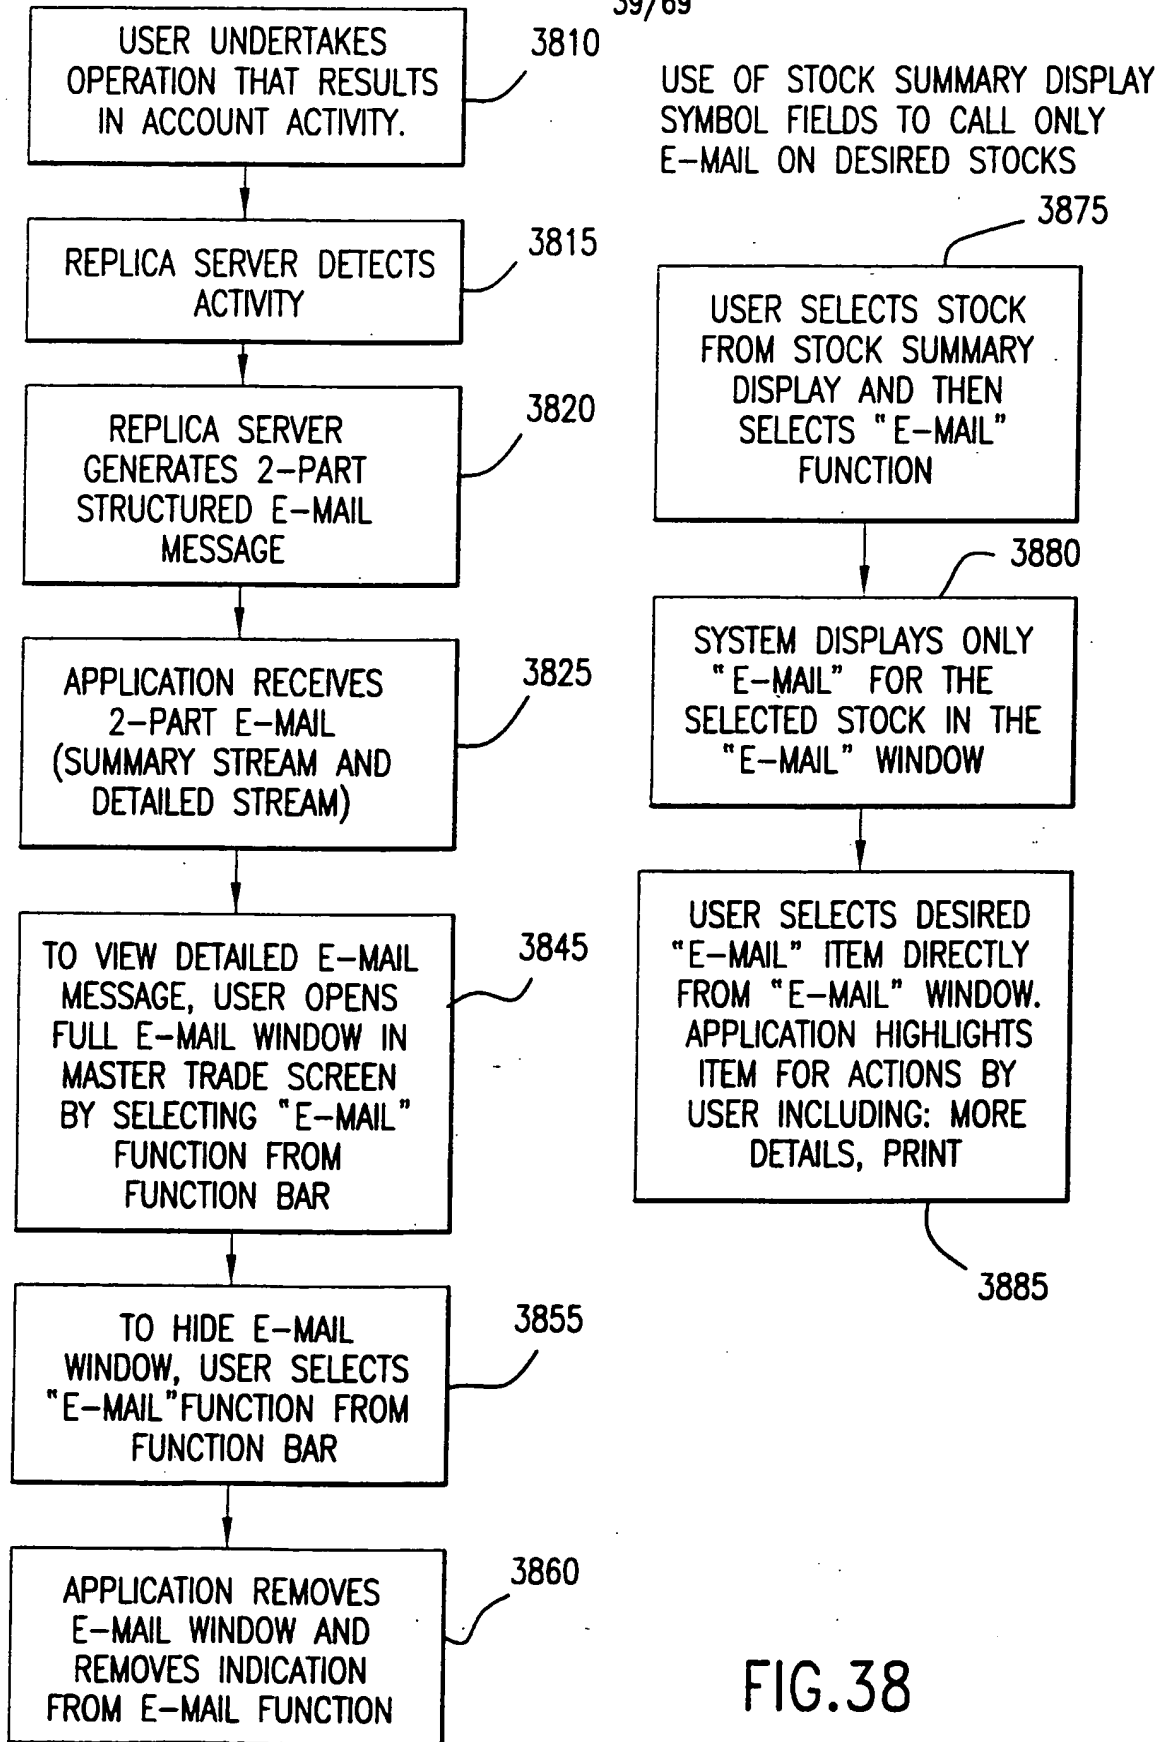 39/69
USER UNDERTAKES
OPERATION THAT RESULTS
IN ACCOUNT ACTIVITY.
3810
REPLICA SERVER DETECTS
ACTIVITY
3815
REPLICA SERVER
GENERATES 2-PART
STRUCTURED E-MAIL
MESSAGE
3820
APPLICATION RECEIVES
2-PART E-MAIL
(SUMMARY STREAM AND
DETAILED STREAM)
3825
TO VIEW DETAILED E-MAIL
MESSAGE, USER OPENS
FULL E-MAIL WINDOW IN
MASTER TRADE SCREEN
BY SELECTING "E-MAIL"
FUNCTION FROM
FUNCTION BAR
3845
TO HIDE E-MAIL
WINDOW, USER SELECTS
"E-MAIL"FUNCTION FROM
FUNCTION BAR
3855
APPLICATION REMOVES
E-MAIL WINDOW AND
REMOVES INDICATION
FROM E-MAIL FUNCTION
3860
USE OF STOCK SUMMARY DISPLAY
SYMBOL FIELDS TO CALL ONLY
E-MAIL ON DESIRED STOCKS
3875
USER SELECTS STOCK
FROM STOCK SUMMARY
DISPLAY AND THEN
SELECTS "E-MAIL"
FUNCTION
3880
SYSTEM DISPLAYS ONLY
"E-MAIL" FOR THE
SELECTED STOCK IN THE
"E-MAIL" WINDOW
USER SELECTS DESIRED
"E-MAIL" ITEM DIRECTLY
FROM "E-MAIL" WINDOW.
APPLICATION HIGHLIGHTS
ITEM FOR ACTIONS BY
USER INCLUDING: MORE
DETAILS, PRINT
3885
FIG.38